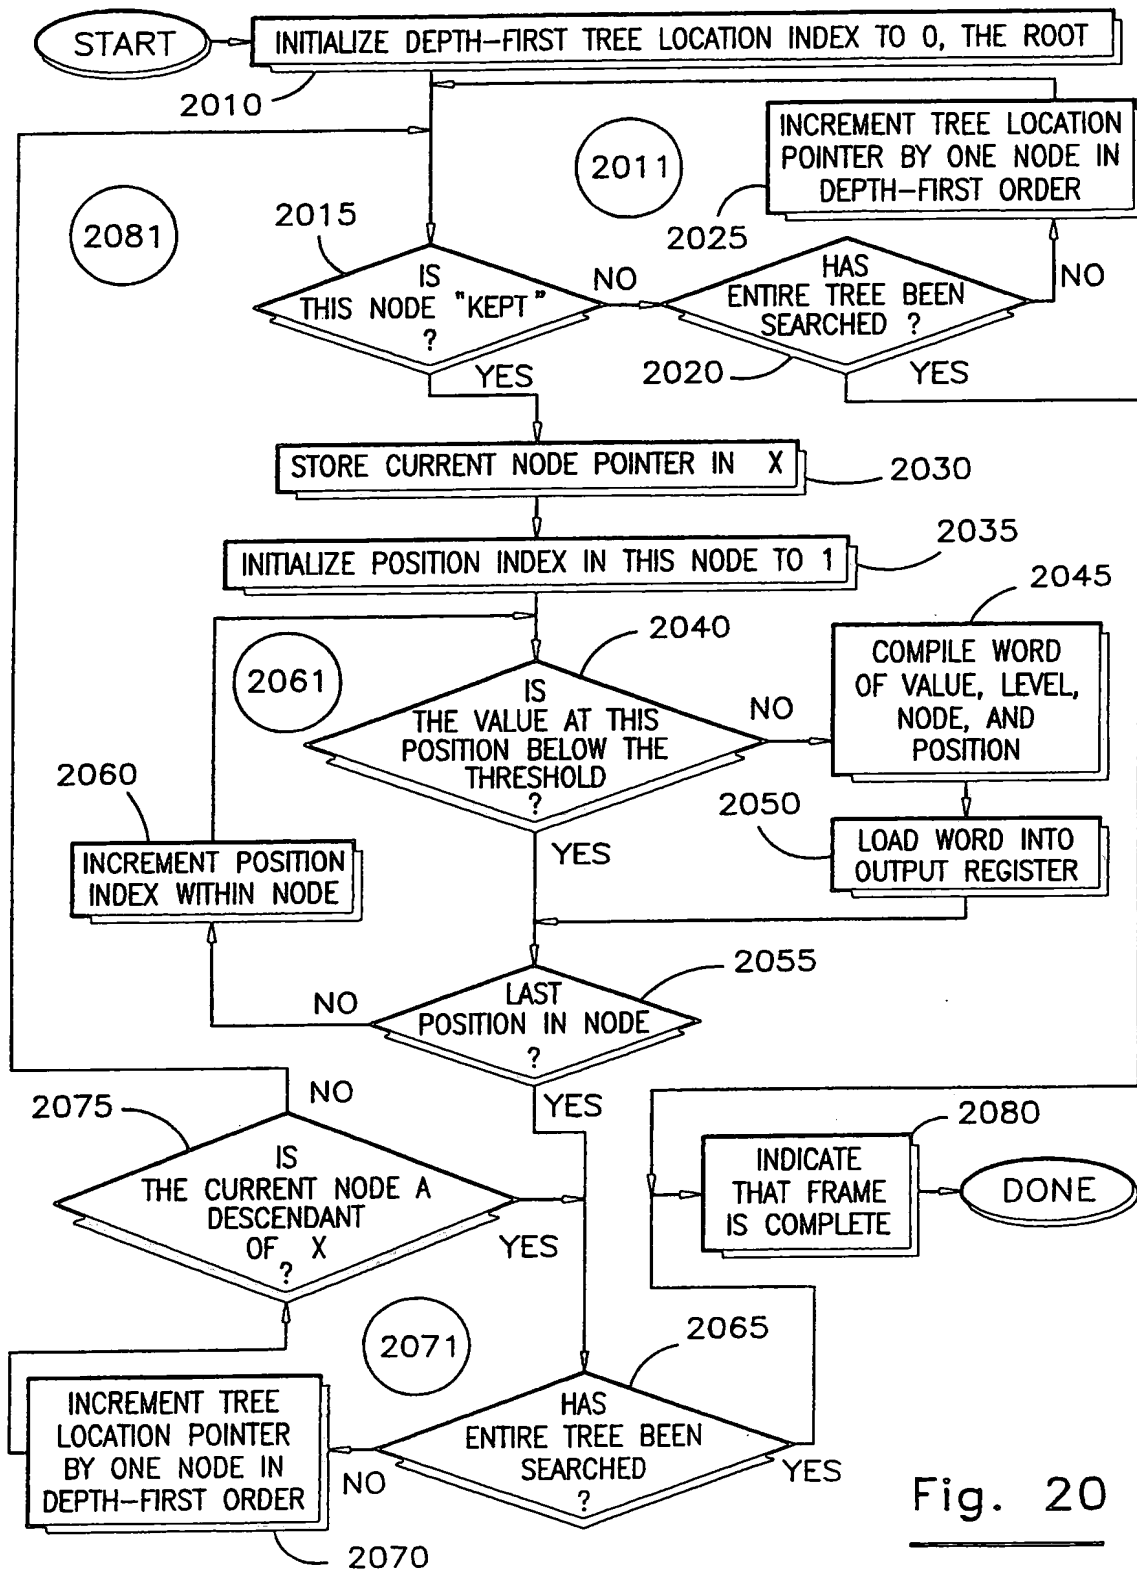 START
INITIALIZE DEPTH-FIRST TREE LOCATION INDEX TO 0, THE ROOT
2010
INCREMENT TREE LOCATION
POINTER BY ONE NODE IN
DEPTH-FIRST ORDER
2011
2025
2081
2015
IS
THIS NODE "KEPT"
?
NO
HAS
ENTIRE TREE BEEN
SEARCHED ?
NO
2020
YES
YES
STORE CURRENT NODE POINTER IN X
2030
INITIALIZE POSITION INDEX IN THIS NODE TO 1
2035
2045
2040
2061
IS
THE VALUE AT THIS
POSITION BELOW THE
THRESHOLD
?
NO
COMPILE WORD
OF VALUE, LEVEL,
NODE, AND
POSITION
2060
2050
YES
INCREMENT POSITION
INDEX WITHIN NODE
LOAD WORD INTO
OUTPUT REGISTER
2055
NO
LAST
POSITION IN NODE
?
YES
NO
2075
IS
THE CURRENT NODE A
DESCENDANT
OF X
?
YES
2080
INDICATE
THAT FRAME
IS COMPLETE
DONE
2071
2065
INCREMENT TREE
LOCATION POINTER
BY ONE NODE IN
DEPTH-FIRST ORDER
NO
HAS
ENTIRE TREE BEEN
SEARCHED
?
YES
2070
Fig. 20